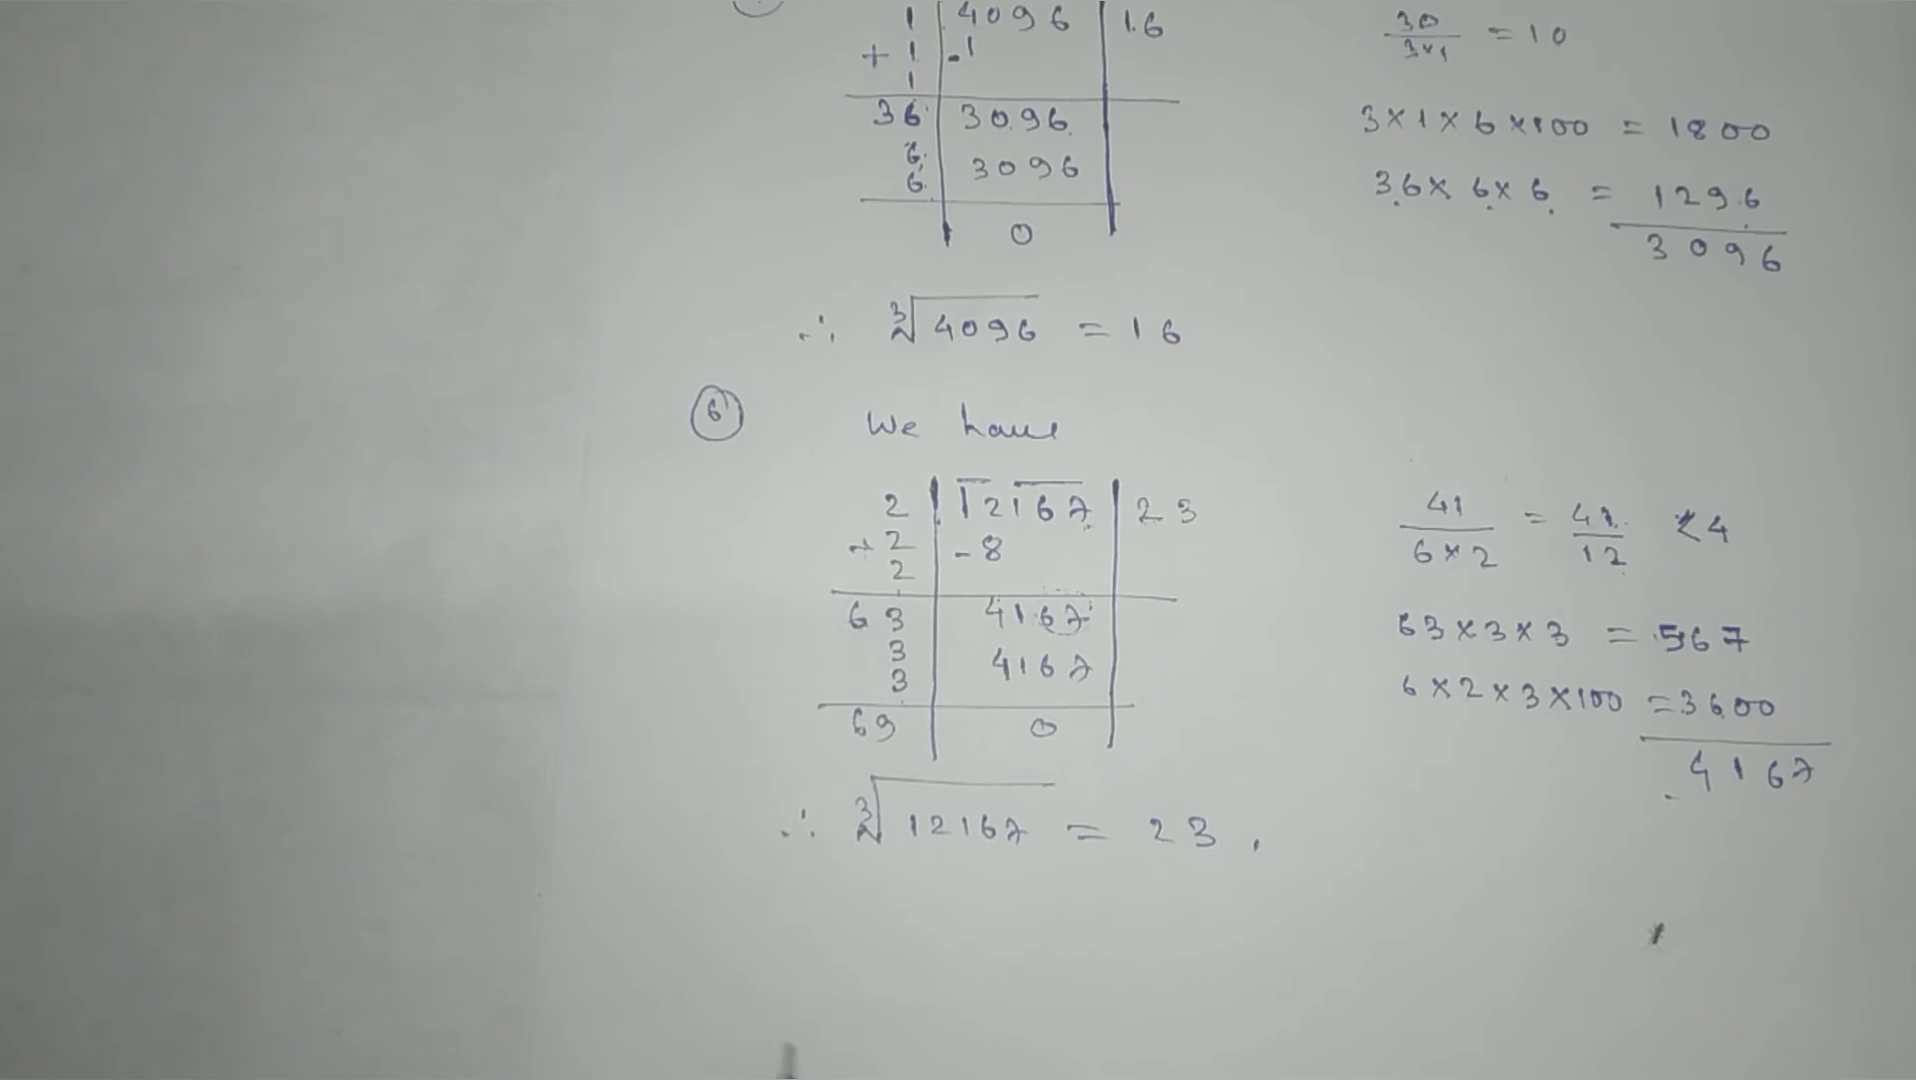 1 | 4096 | 1.6
+ 1 | -1
1
36 | 3096
6 | 3096
6
0
30/3×1 = 10
3×1×6×100 = 1800
36×6×6 = 1296
3096
∴ ∛4096 = 16
6
We have
2 | 12167 | 23
+2 | -8
2
63 | 4167
3 | 4167
3
69 | 0
41/6×2 = 41/12 <4
63×3×3 = 567
6×2×3×100 = 3600
4167
∴ ∛12167 = 23,